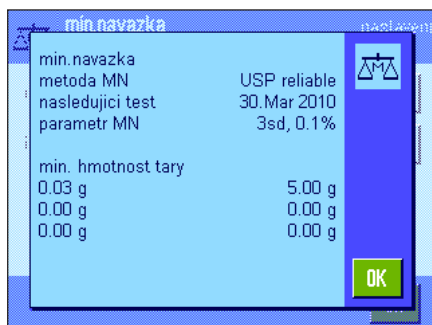 min.navazka nastaveni
min.navazka
metoda MN USP reliable
nasledujici test 30.Mar 2010
parametr MN 3sd, 0.1%
min. hmotnost tary
0.03 g 5.00 g
0.00 g 0.00 g
0.00 g 0.00 g
OK